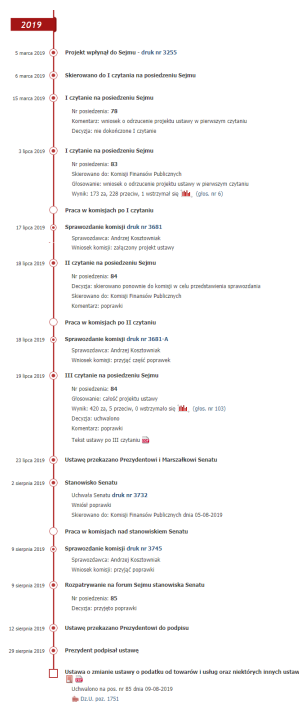 2019
5 marca 2019 Projekt wpłynął do Sejmu - druk nr 3255
6 marca 2019 Skierowano do I czytania na posiedzeniu Sejmu
15 marca 2019 I czytanie na posiedzeniu Sejmu
Nr posiedzenia: 78
Komentarz: wniosek o odrzucenie projektu ustawy w pierwszym czytaniu
Decyzja: nie dokończono I czytanie
3 lipca 2019 I czytanie na posiedzeniu Sejmu
Nr posiedzenia: 83
Skierowano do: Komisji Finansów Publicznych
Głosowanie: wniosek o odrzucenie projektu ustawy w pierwszym czytaniu
Wynik: 173 za, 228 przeciw, 1 wstrzymał się (głos. nr 6)
Praca w komisjach po I czytaniu
17 lipca 2019 Sprawozdanie komisji druk nr 3681
Sprawozdawca: Andrzej Kosztowniak
Wniosek komisji: załączony projekt ustawy
18 lipca 2019 II czytanie na posiedzeniu Sejmu
Nr posiedzenia: 84
Decyzja: skierowano ponownie do komisji w celu przedstawienia sprawozdania
Skierowano do: Komisji Finansów Publicznych
Komentarz: poprawki
Praca w komisjach po II czytaniu
18 lipca 2019 Sprawozdanie komisji druk nr 3681-A
Sprawozdawca: Andrzej Kosztowniak
Wniosek komisji: przyjąć część poprawek
19 lipca 2019 III czytanie na posiedzeniu Sejmu
Nr posiedzenia: 84
Głosowanie: całość projektu ustawy
Wynik: 420 za, 5 przeciw, 0 wstrzymało się (głos. nr 103)
Decyzja: uchwalono
Komentarz: poprawki
Tekst ustawy po III czytaniu
22 lipca 2019 Ustawę przekazano Prezydentowi i Marszałkowi Senatu
2 sierpnia 2019 Stanowisko Senatu
Uchwała Senatu druk nr 3732
Wniósł poprawki
Skierowano do: Komisji Finansów Publicznych dnia 05-08-2019
Praca w komisjach nad stanowiskiem Senatu
9 sierpnia 2019 Sprawozdanie komisji druk nr 3745
Sprawozdawca: Andrzej Kosztowniak
Wniosek komisji: przyjąć poprawki
9 sierpnia 2019 Rozpatrywanie na forum Sejmu stanowiska Senatu
Nr posiedzenia: 85
Decyzja: przyjęto poprawki
12 sierpnia 2019 Ustawę przekazano Prezydentowi do podpisu
29 sierpnia 2019 Prezydent podpisał ustawę
Ustawa o zmianie ustawy o podatku od towarów i usług oraz niektórych innych ustaw
Uchwalono na pos. nr 85 dnia 09-08-2019
Dz.U. poz. 1751